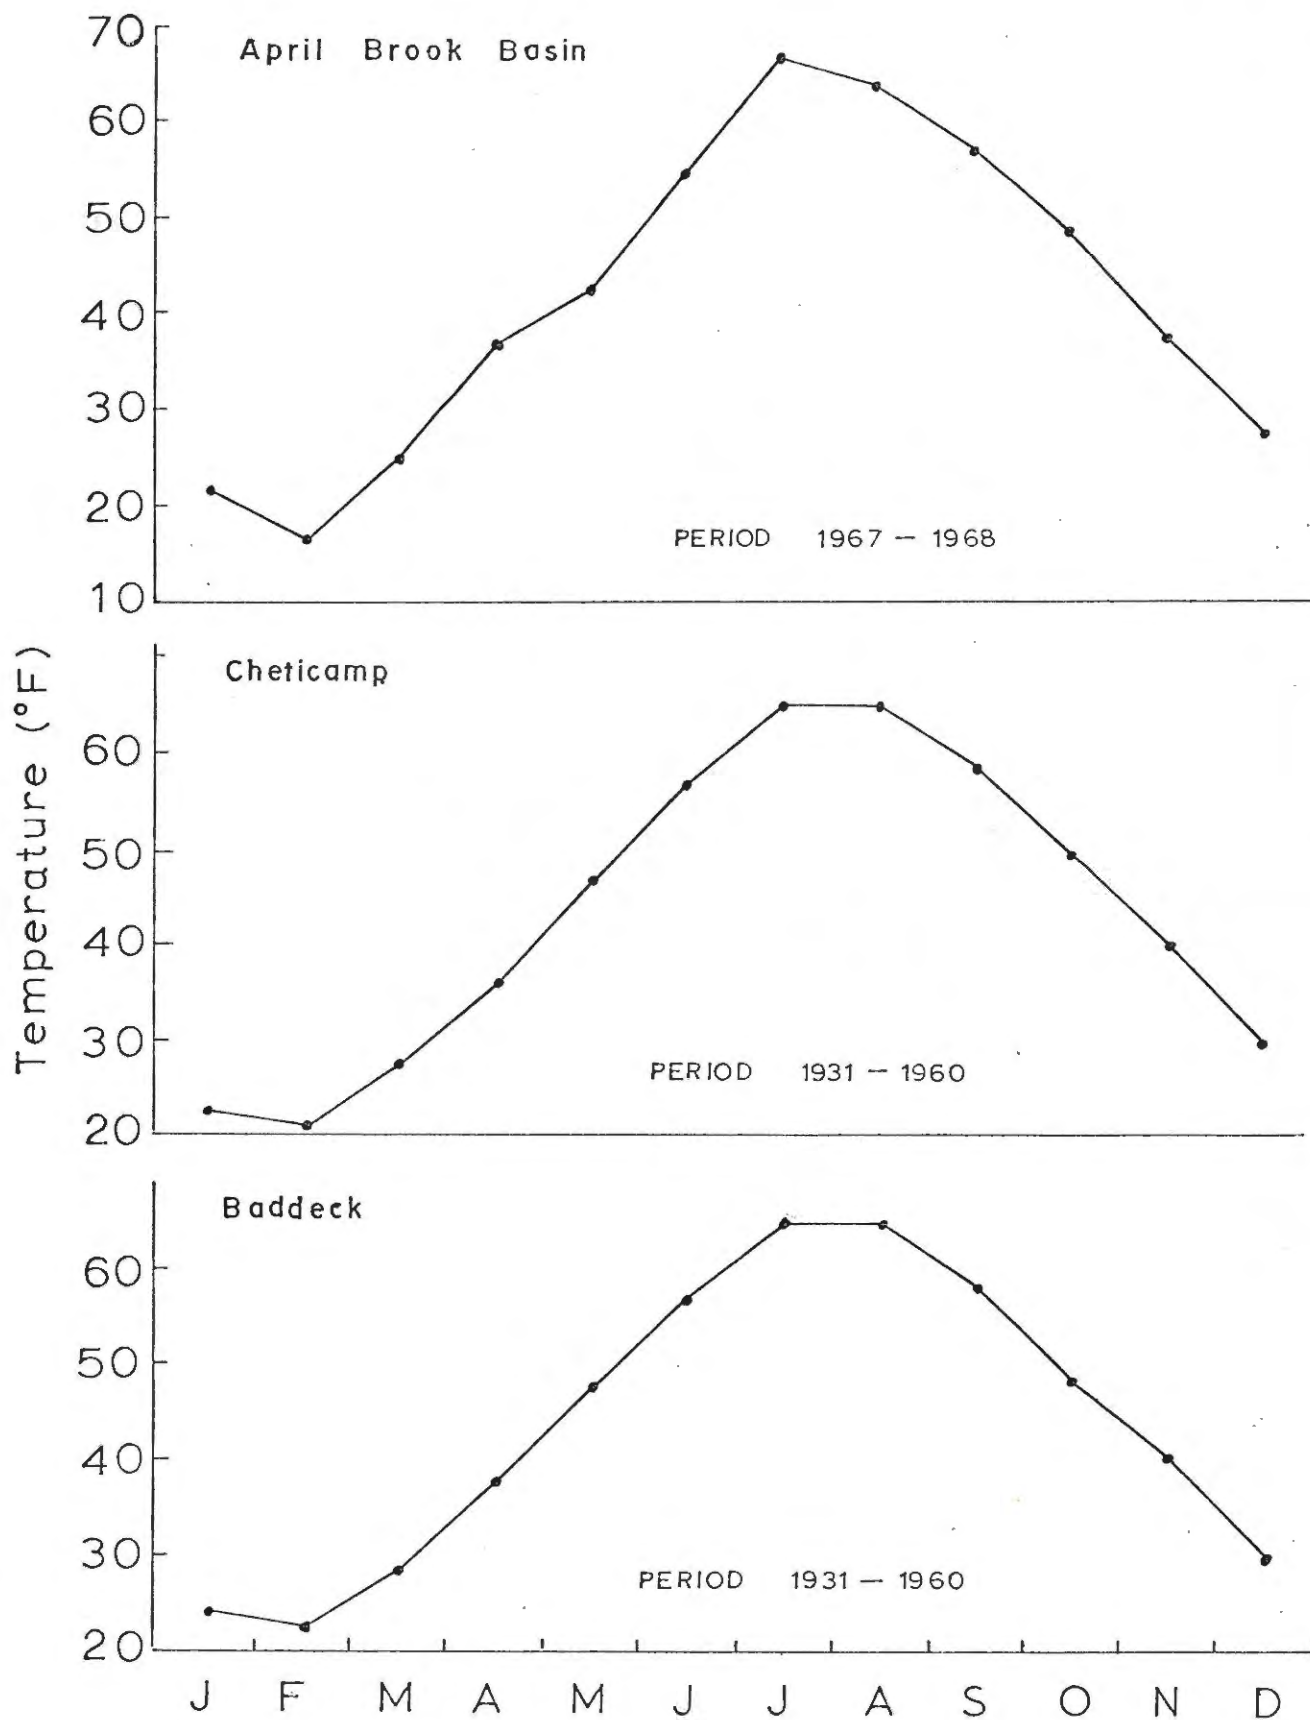 70
April Brook Basin
60
50
40
30
20
PERIOD 1967 — 1968
10
Temperature (°F)
Cheticamp
60
50
40
30
PERIOD 1931 — 1960
20
Baddeck
60
50
40
30
PERIOD 1931 — 1960
20
J F M A M J J A S O N D